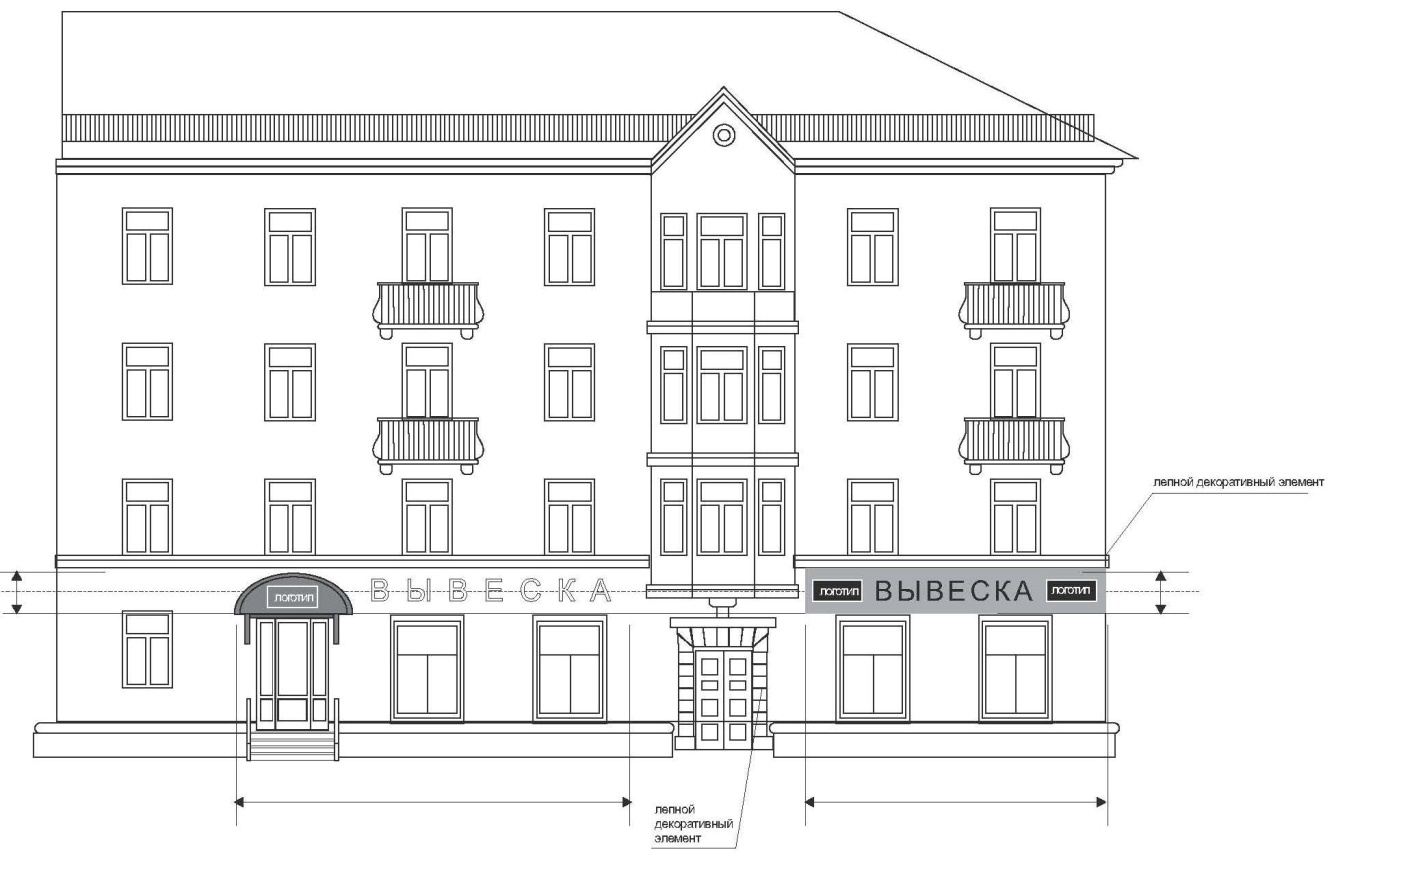 лепной декоративный элемент
логотип
ВЫВЕСКА
логотип
ВЫВЕСКА
логотип
лепной
декоративный
элемент